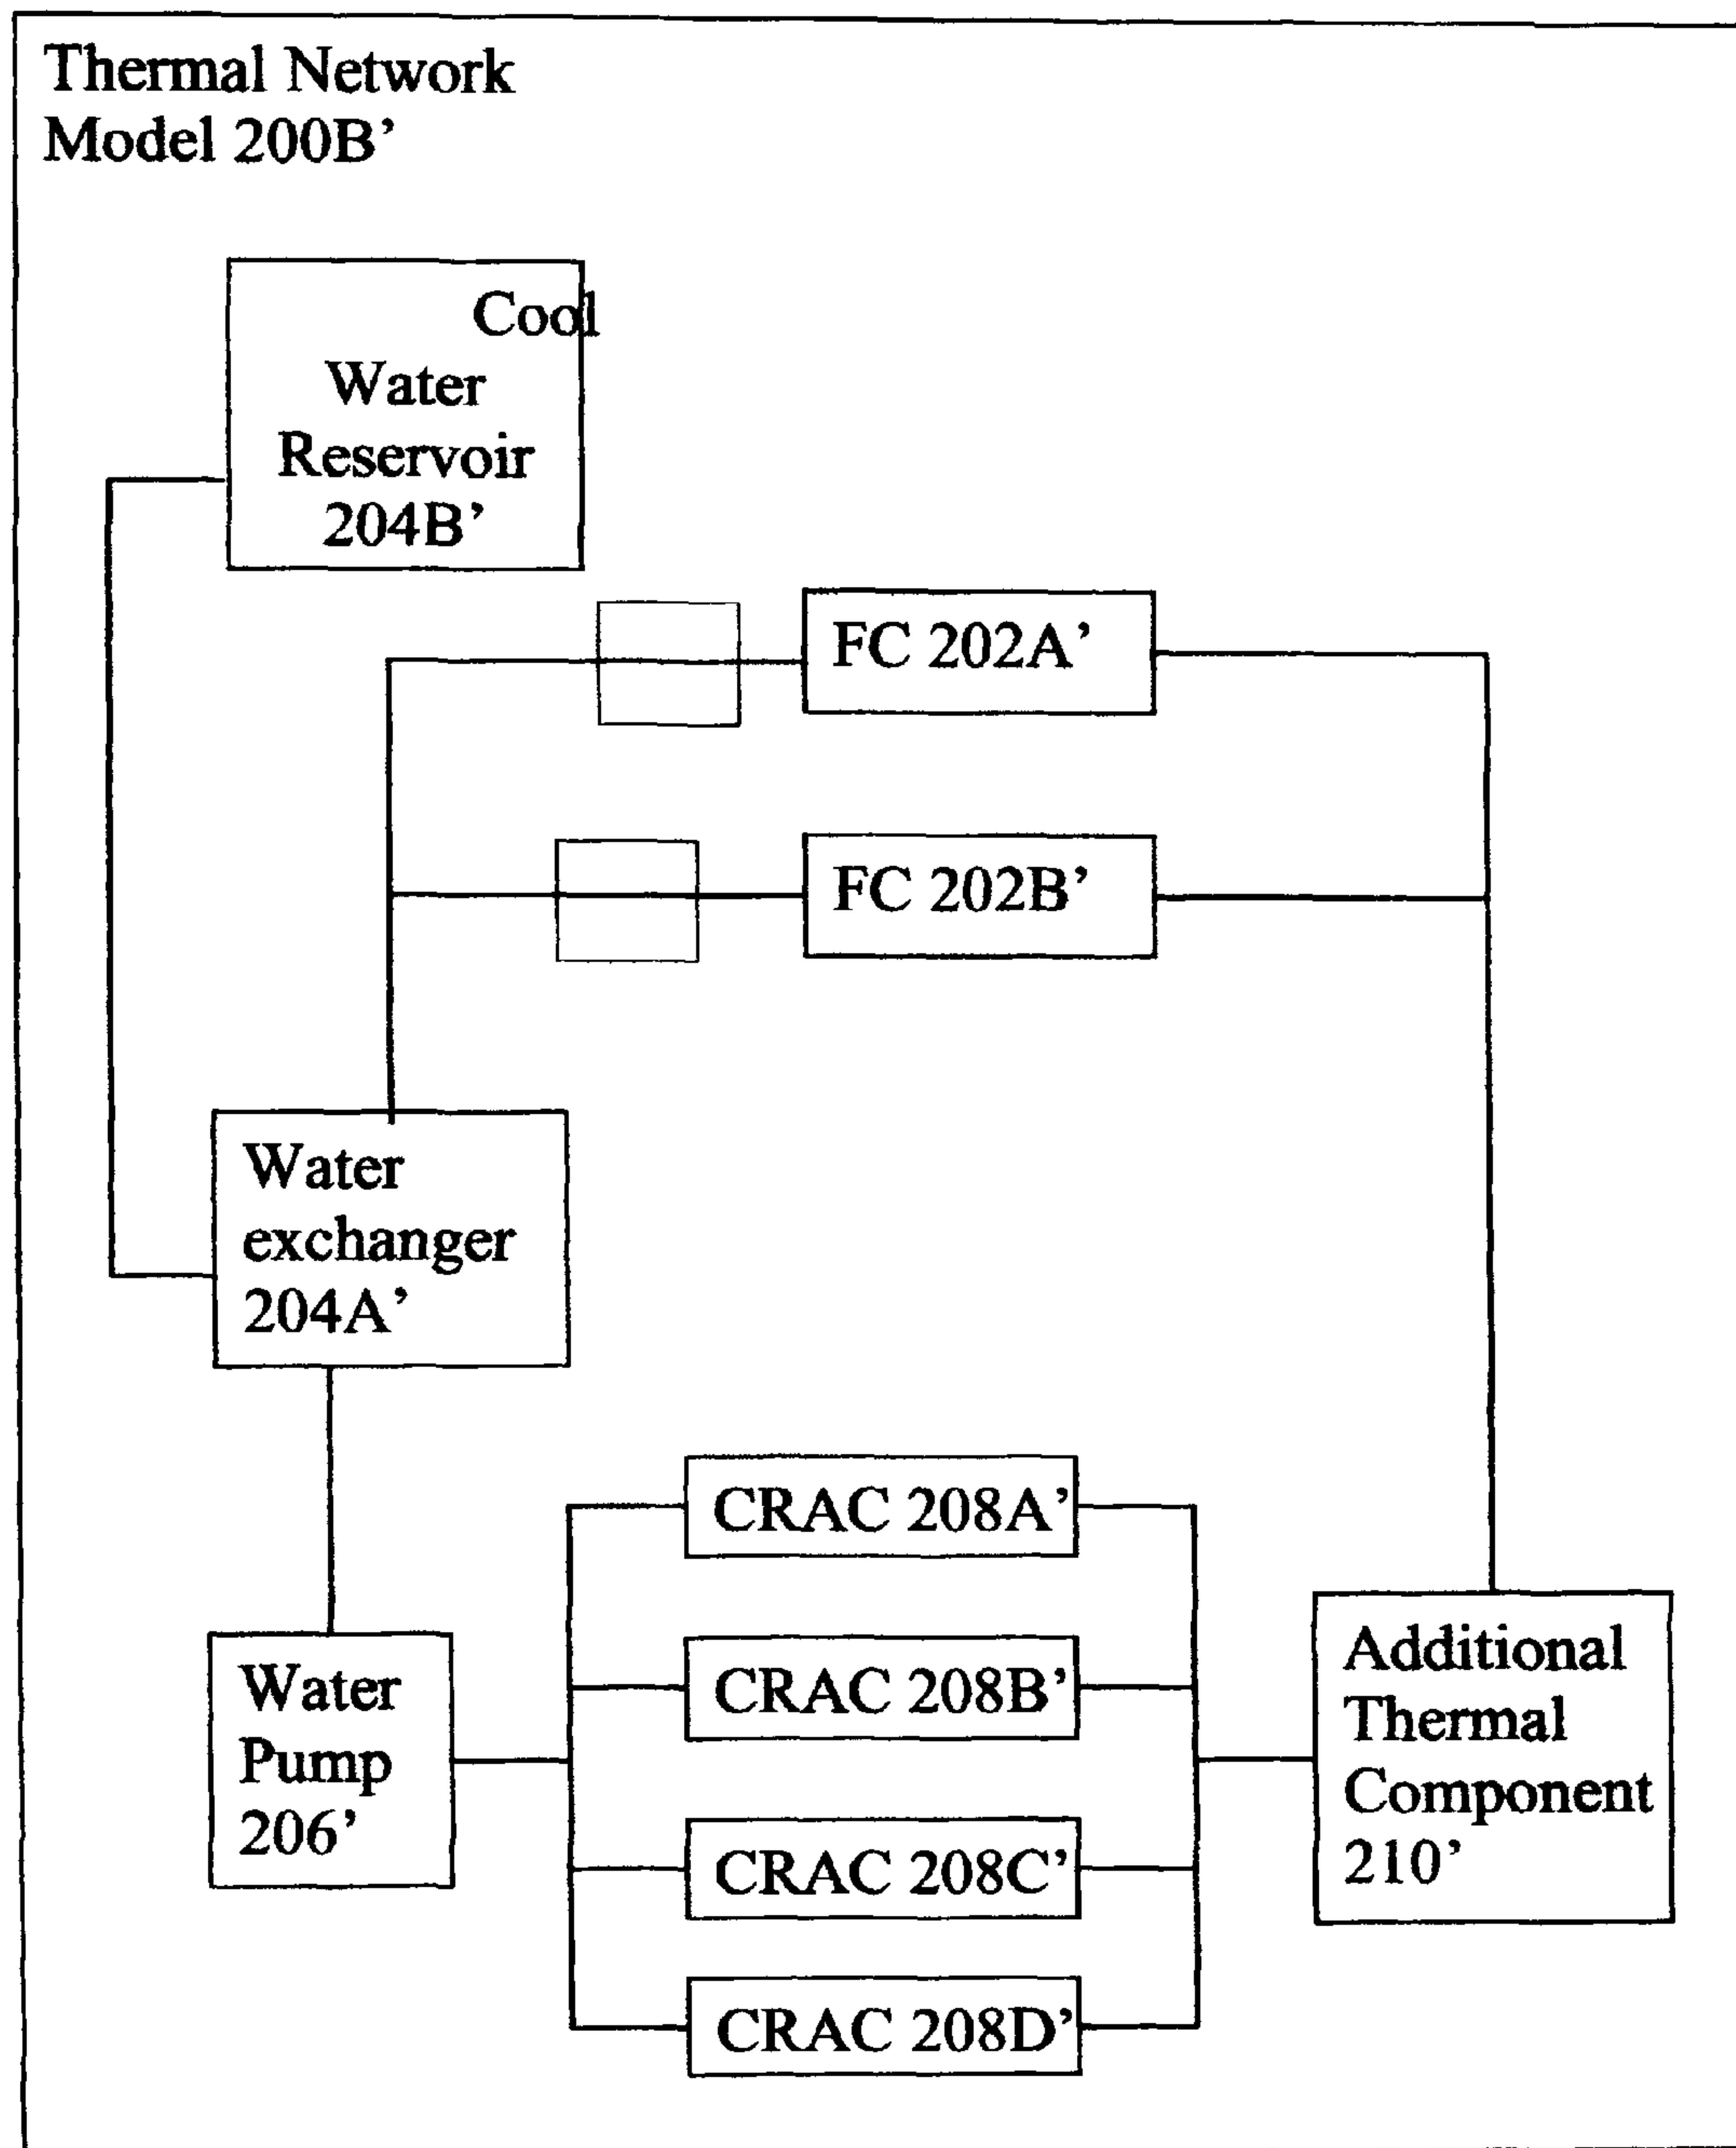 Thermal Network
Model 200B’
Cool
Water
Reservoir
204B’
FC 202A’
FC 202B’
Water
exchanger
204A’
CRAC 208A’
CRAC 208B’
CRAC 208C’
CRAC 208D’
Water
Pump
206’
Additional
Thermal
Component
210’